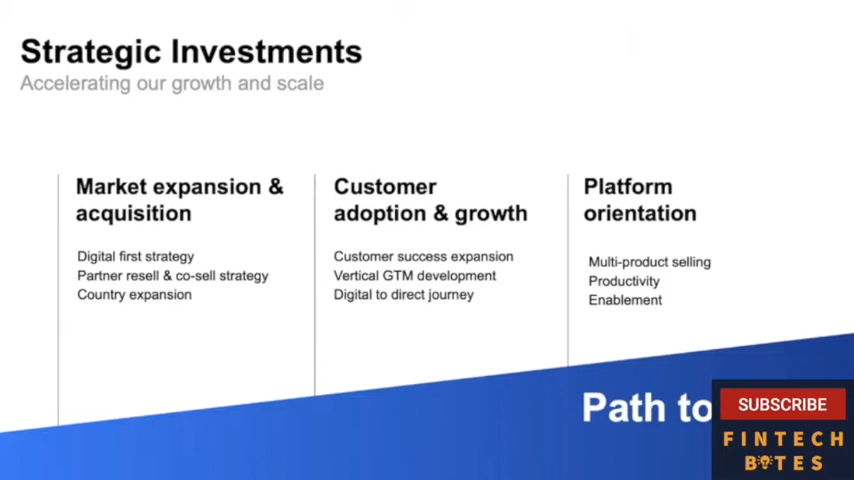 Strategic Investments
Accelerating our growth and scale
Market expansion &
acquisition
Digital first strategy
Partner resell & co-sell strategy
Country expansion
Customer
adoption & growth
Customer success expansion
Vertical GTM development
Digital to direct journey
Platform
orientation
Multi-product selling
Productivity
Enablement
Path to
SUBSCRIBE
FINTECH
BITES